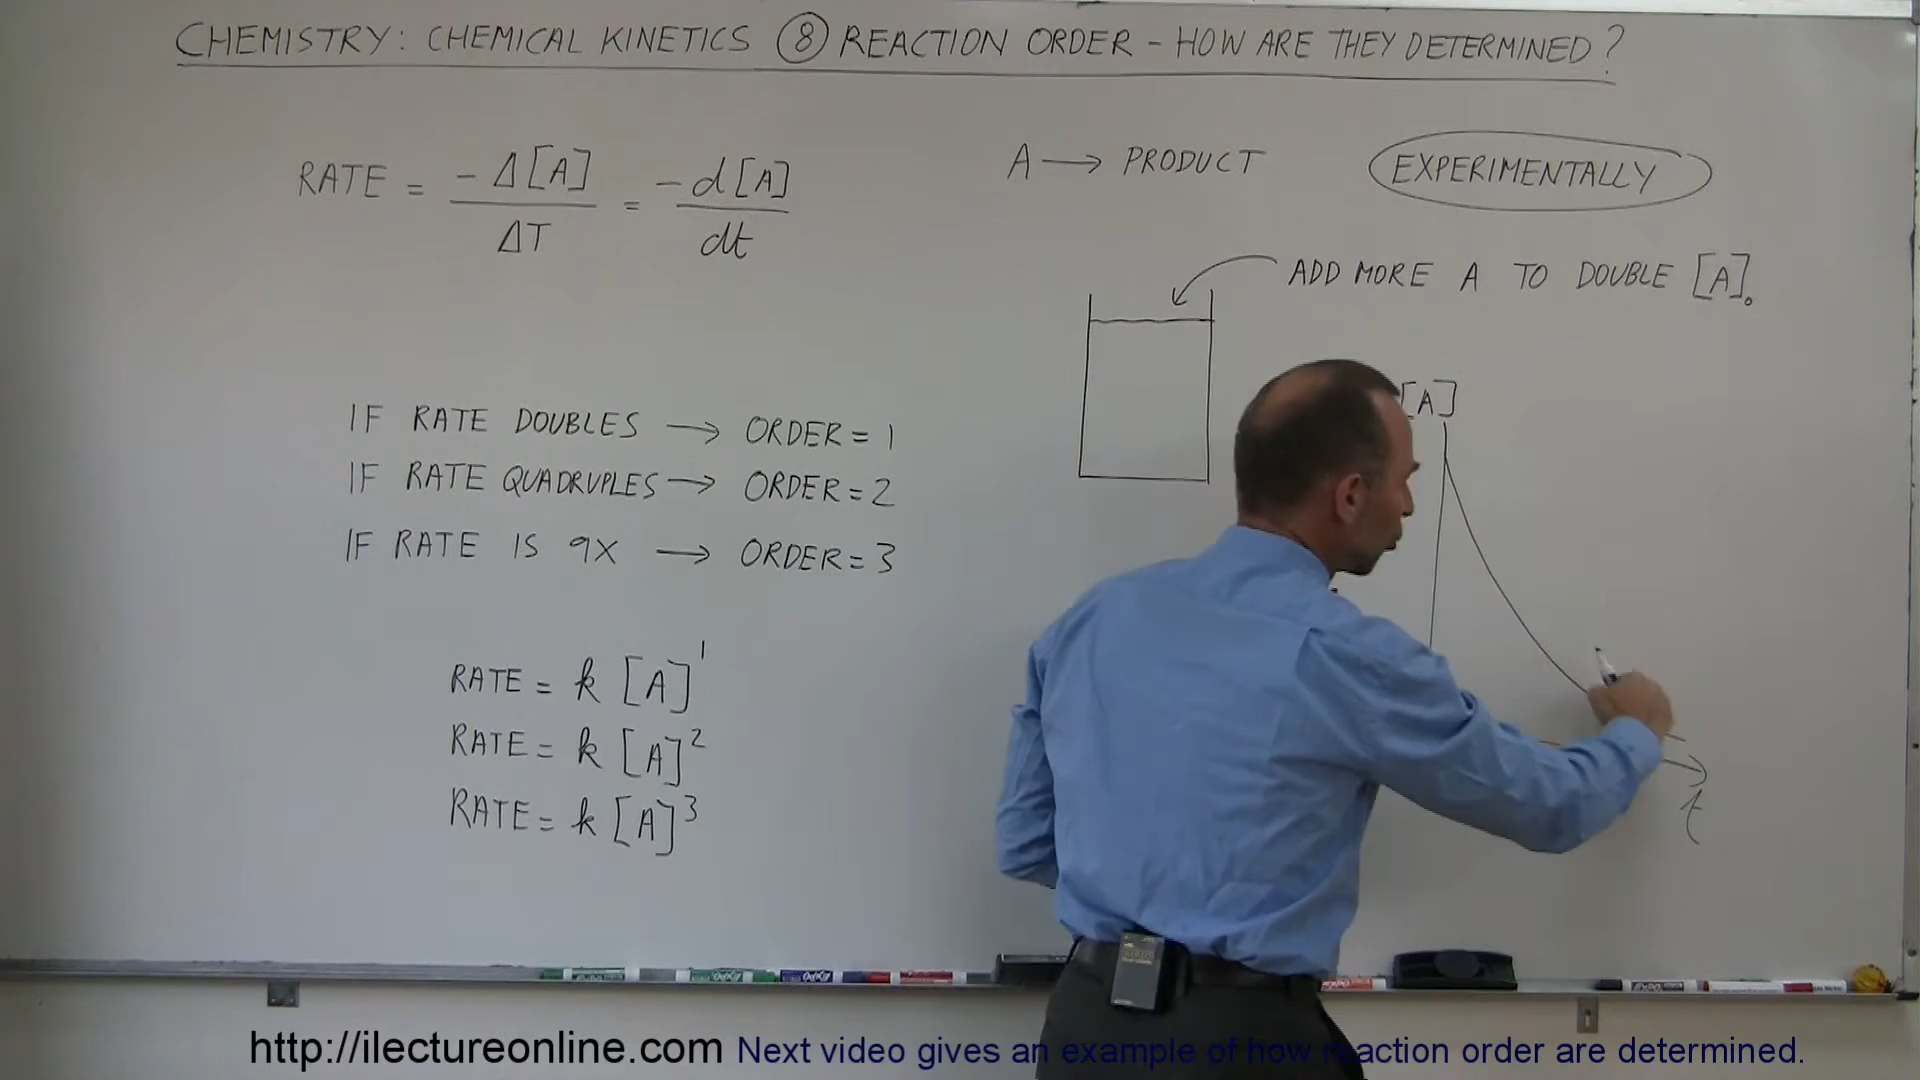 CHEMISTRY: CHEMICAL KINETICS ⑧ REACTION ORDER - HOW ARE THEY DETERMINED?
RATE = -Δ[A]/ΔT = -d[A]/dt
A → PRODUCT
EXPERIMENTALLY
ADD MORE A TO DOUBLE [A]₀
[A]
t
IF RATE DOUBLES → ORDER = 1
IF RATE QUADRUPLES → ORDER = 2
IF RATE IS 9X → ORDER = 3
RATE = k [A]¹
RATE = k [A]²
RATE = k [A]³
http://ilectureonline.com Next video gives an example of how reaction order are determined.